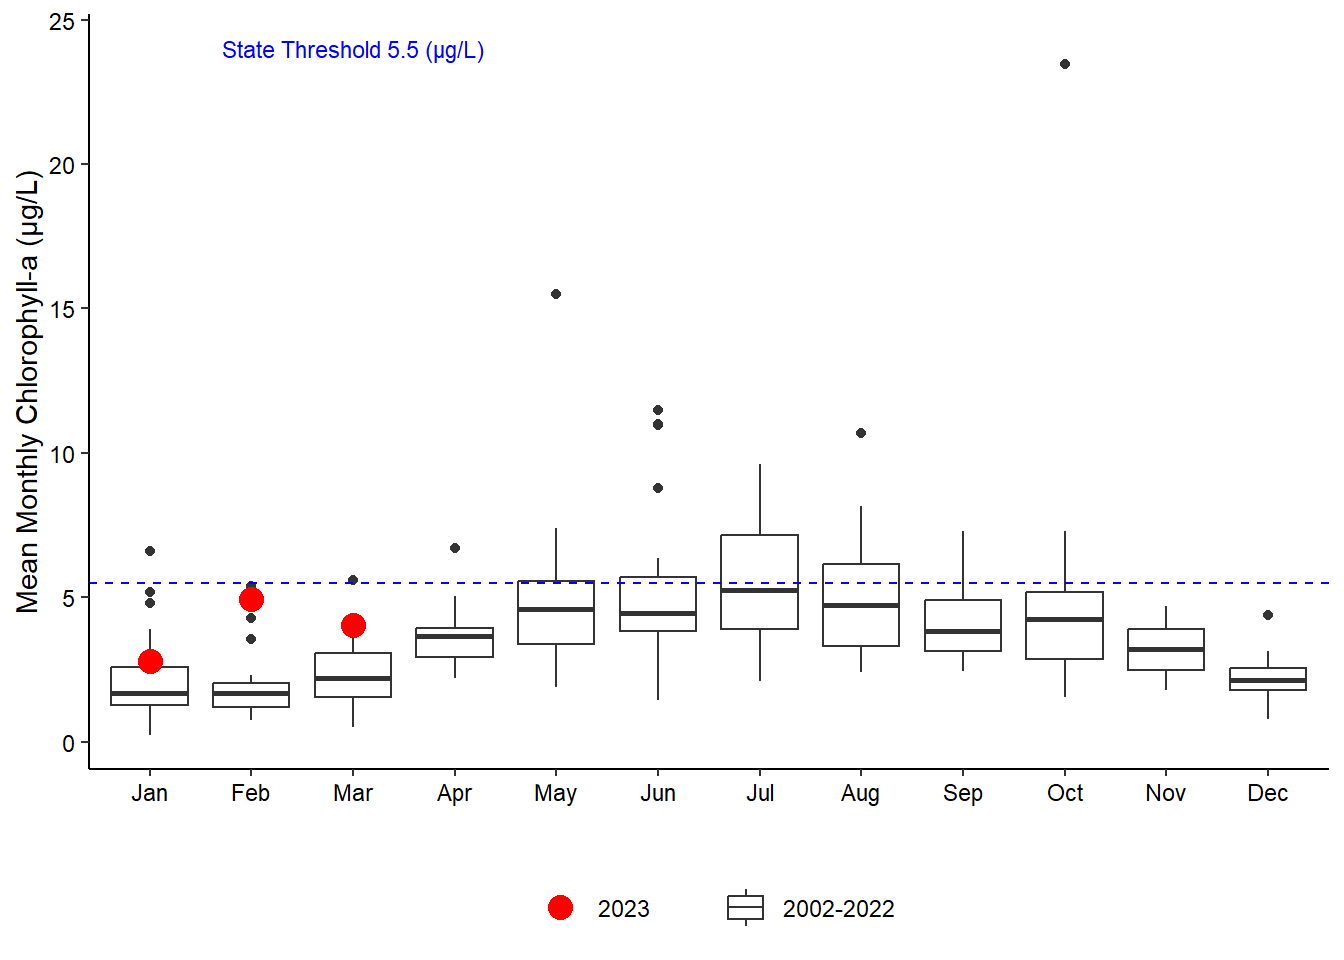 State Threshold 5.5 (µg/L)
Mean Monthly Chlorophyll-a (µg/L)
25
20
15
10
5
0
Jan Feb Mar Apr May Jun Jul Aug Sep Oct Nov Dec
2023 2002-2022